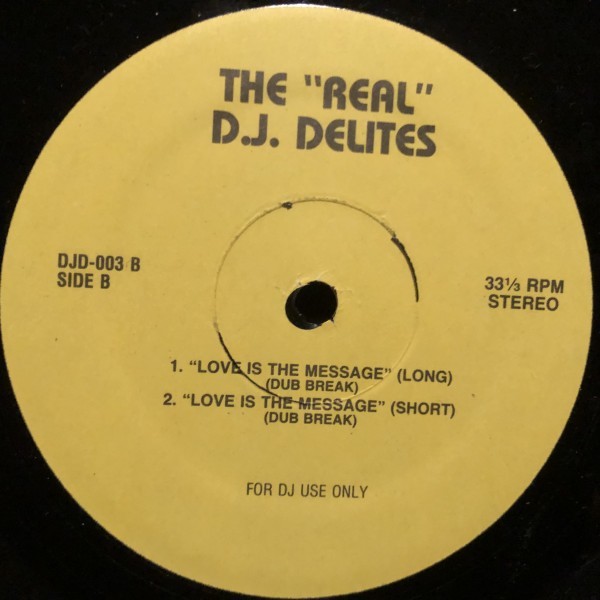 THE "REAL"
D.J. DELITES
DJD-003 B
SIDE B
33⅓ RPM
STEREO
1. "LOVE IS THE MESSAGE" (LONG)
(DUB BREAK)
2. "LOVE IS THE MESSAGE" (SHORT)
(DUB BREAK)
FOR DJ USE ONLY